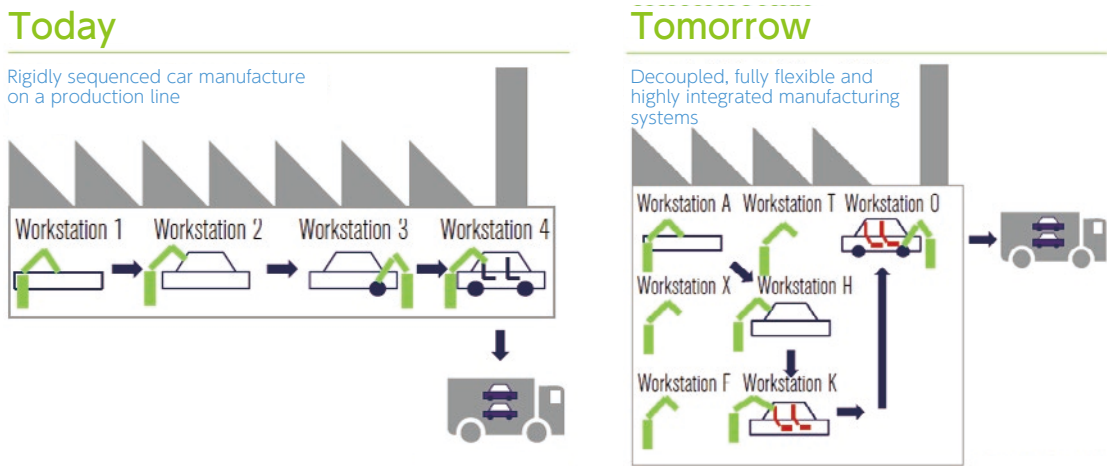 Today
Rigidly sequenced car manufacture
on a production line
Workstation 1
Workstation 2
Workstation 3
Workstation 4
Tomorrow
Decoupled, fully flexible and
highly integrated manufacturing
systems
Workstation A Workstation T Workstation O
Workstation X Workstation H
Workstation F Workstation K